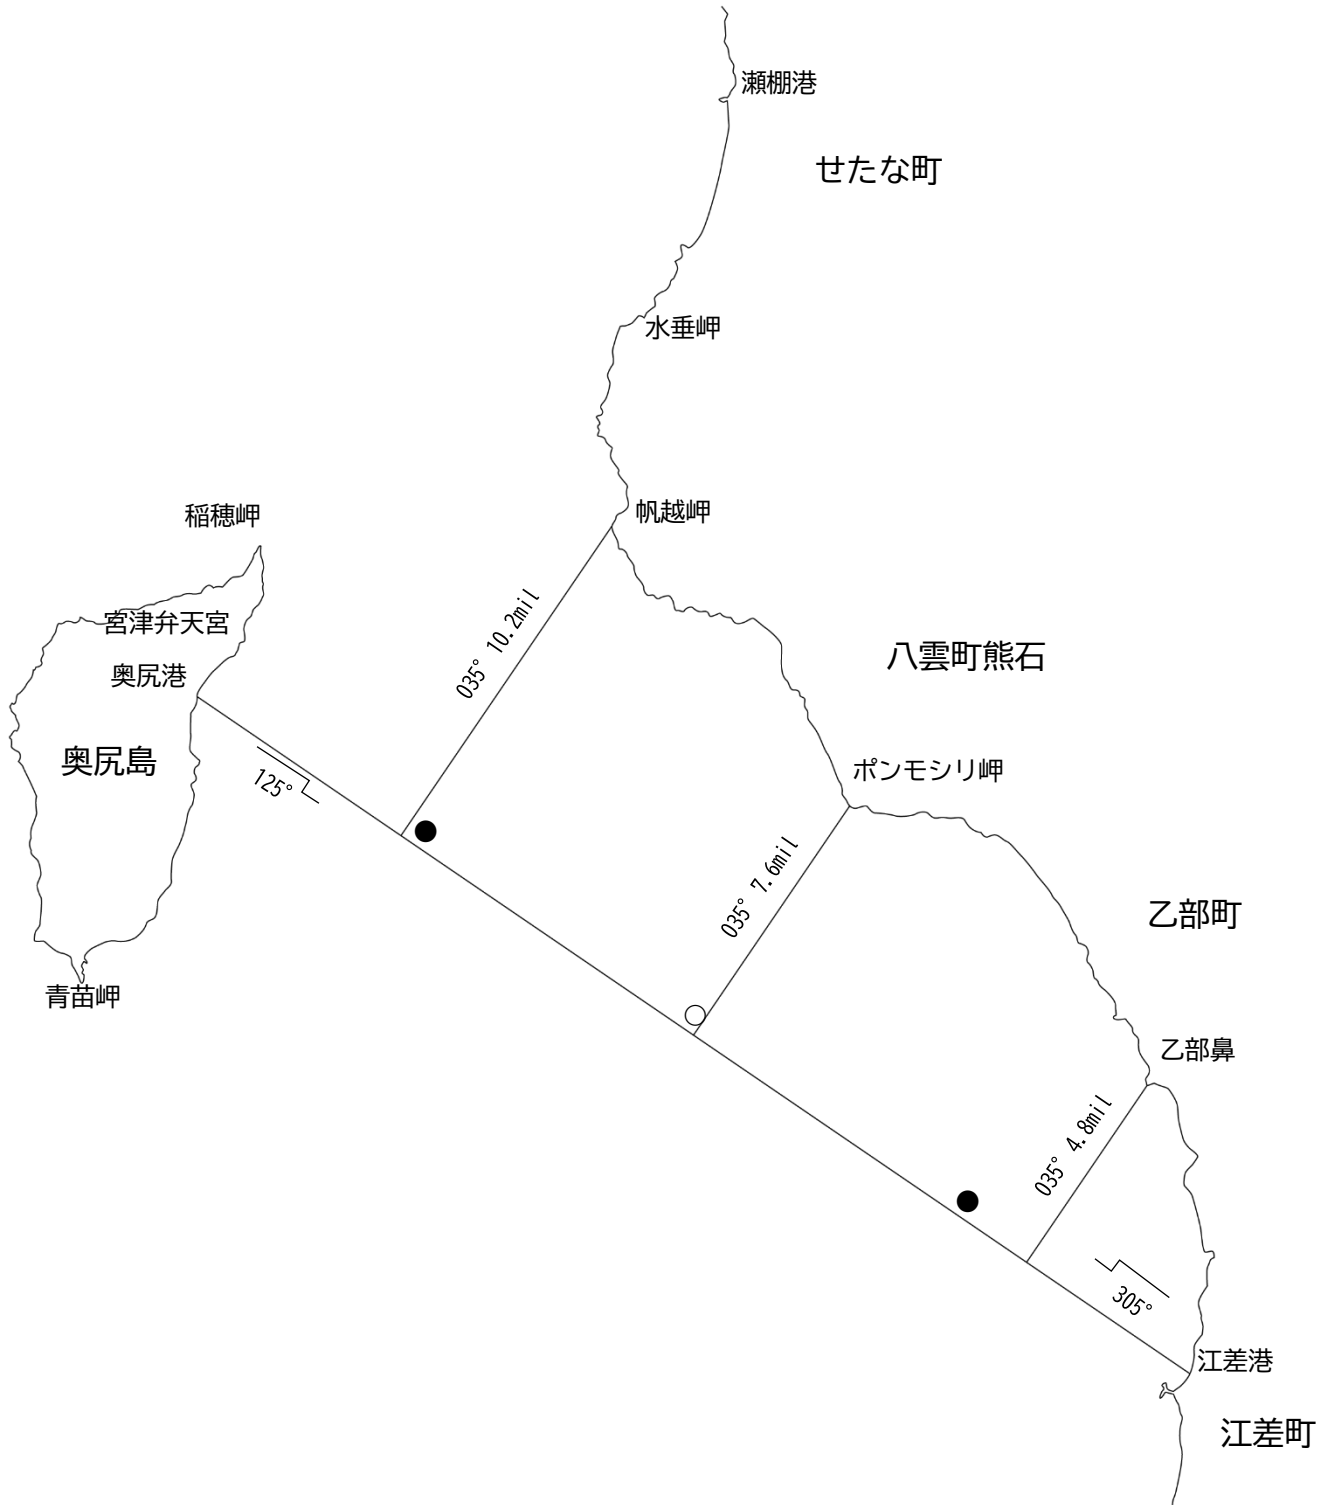 瀬棚港
せたな町
水垂岬
帆越岬
稲穂岬
035° 10.2mil
宮津弁天宮
八雲町熊石
奥尻港
奥尻島
ポンモシリ岬
125°
035° 7.6mil
乙部町
青苗岬
乙部鼻
035° 4.8mil
305°
江差港
江差町